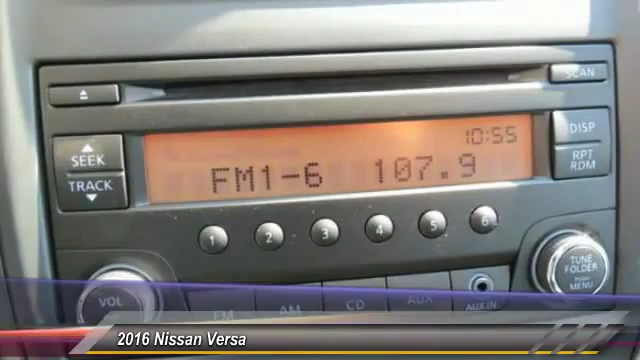 SCAN
10:55
DISP
SEEK
TRACK
FM1-6 107.9
RPT
RDM
1 2 3 4 5 6
TUNE
FOLDER
PUSH
MENU
VOL
FM AM CD AUX
AUX IN
2016 Nissan Versa